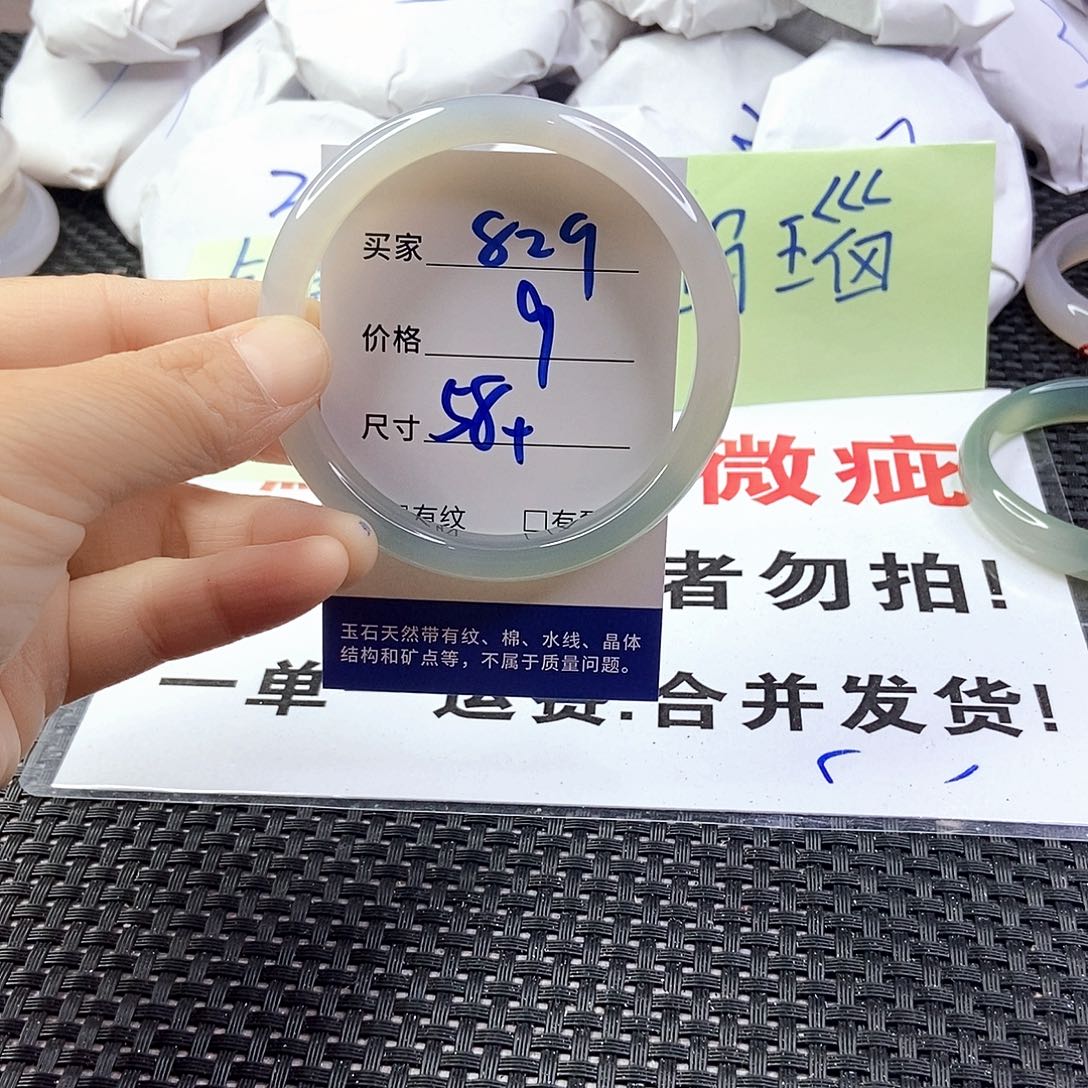 2
瑙
买家 829
价格 9
尺寸 58+
有纹
微疵
者勿拍!
玉石天然带有纹、棉、水线、晶体
结构和矿点等，不属于质量问题。
一单 运费.合并发货!